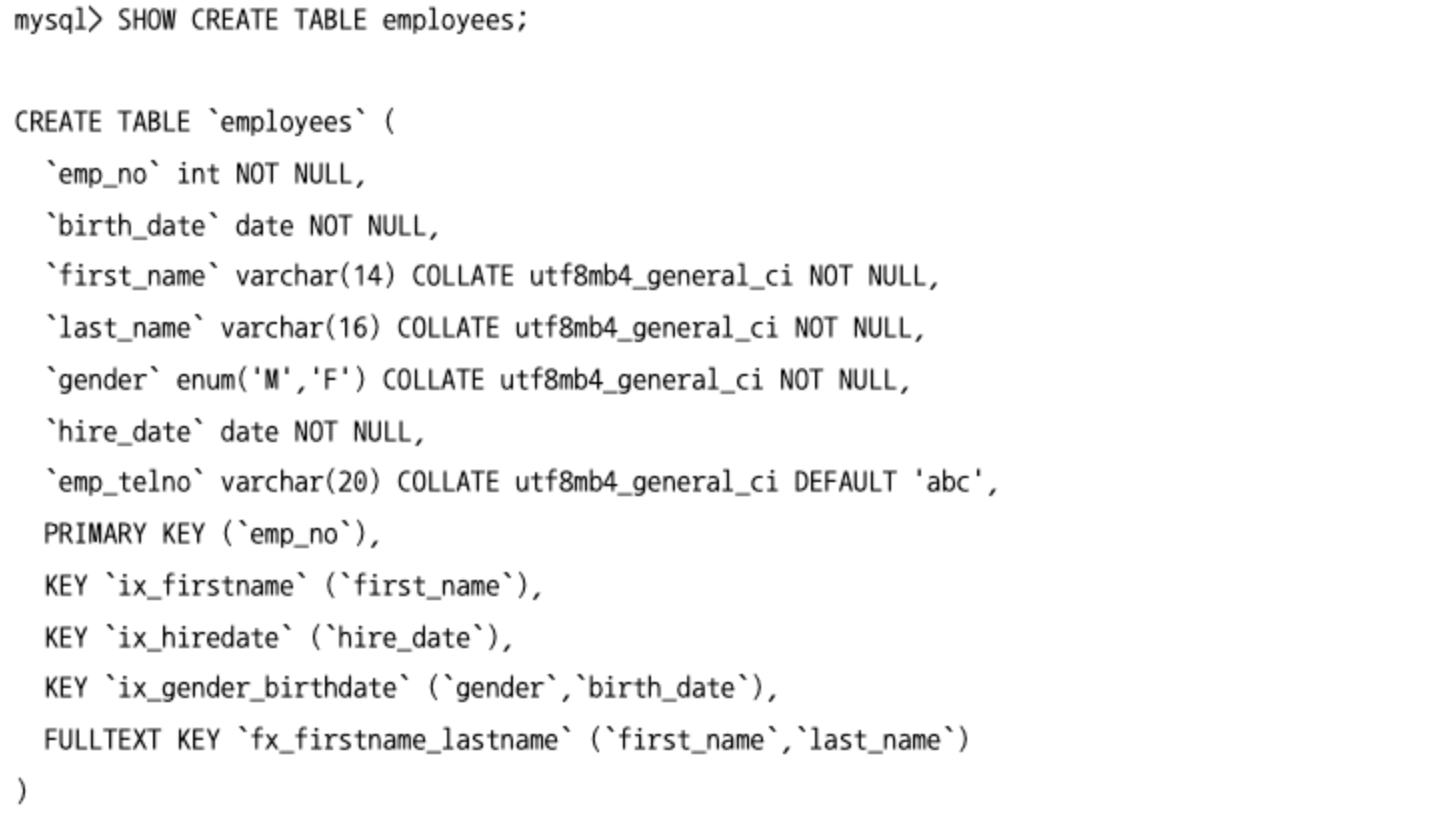 mysql> SHOW CREATE TABLE employees;
CREATE TABLE `employees` (
`emp_no` int NOT NULL,
`birth_date` date NOT NULL,
`first_name` varchar(14) COLLATE utf8mb4_general_ci NOT NULL,
`last_name` varchar(16) COLLATE utf8mb4_general_ci NOT NULL,
`gender` enum('M','F') COLLATE utf8mb4_general_ci NOT NULL,
`hire_date` date NOT NULL,
`emp_telno` varchar(20) COLLATE utf8mb4_general_ci DEFAULT 'abc',
PRIMARY KEY (`emp_no`),
KEY `ix_firstname` (`first_name`),
KEY `ix_hiredate` (`hire_date`),
KEY `ix_gender_birthdate` (`gender`,`birth_date`),
FULLTEXT KEY `fx_firstname_lastname` (`first_name`,`last_name`)
)